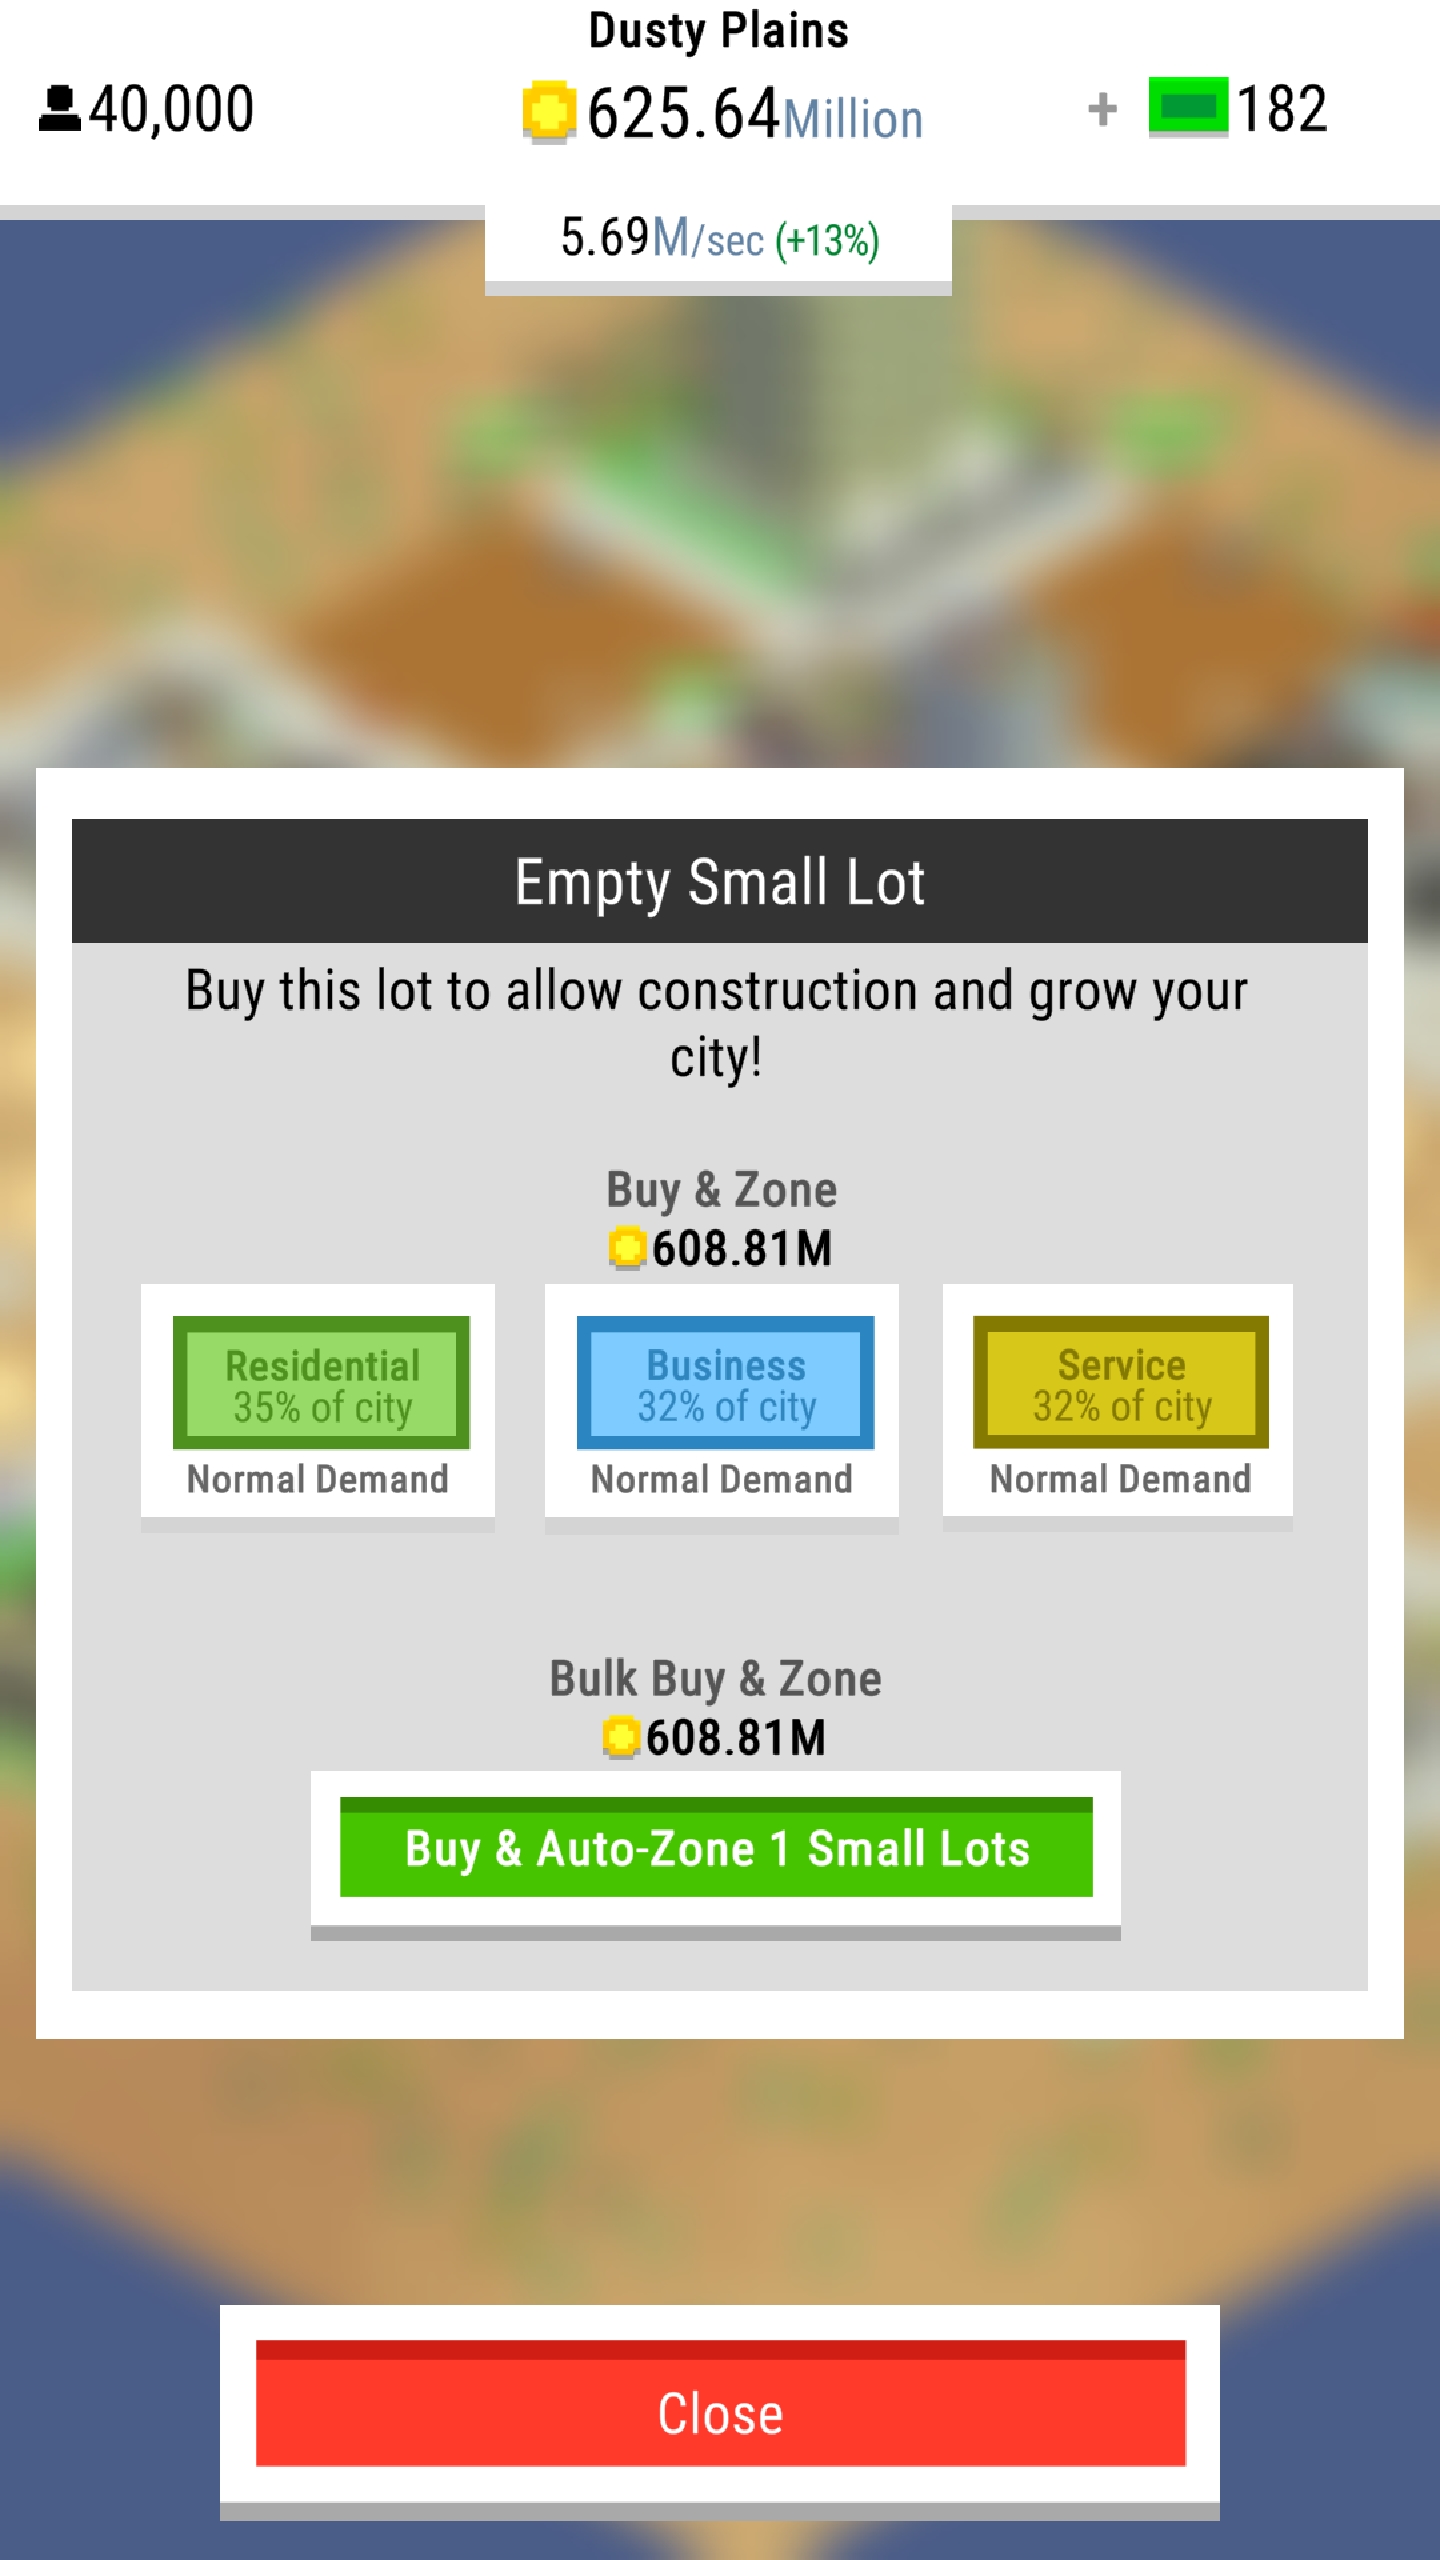 Dusty Plains
40,000
625.64Million
+ 182
5.69M/sec (+13%)
Empty Small Lot
Buy this lot to allow construction and grow your
city!
Buy & Zone
608.81M
Residential
35% of city
Normal Demand
Business
32% of city
Normal Demand
Service
32% of city
Normal Demand
Bulk Buy & Zone
608.81M
Buy & Auto-Zone 1 Small Lots
Close